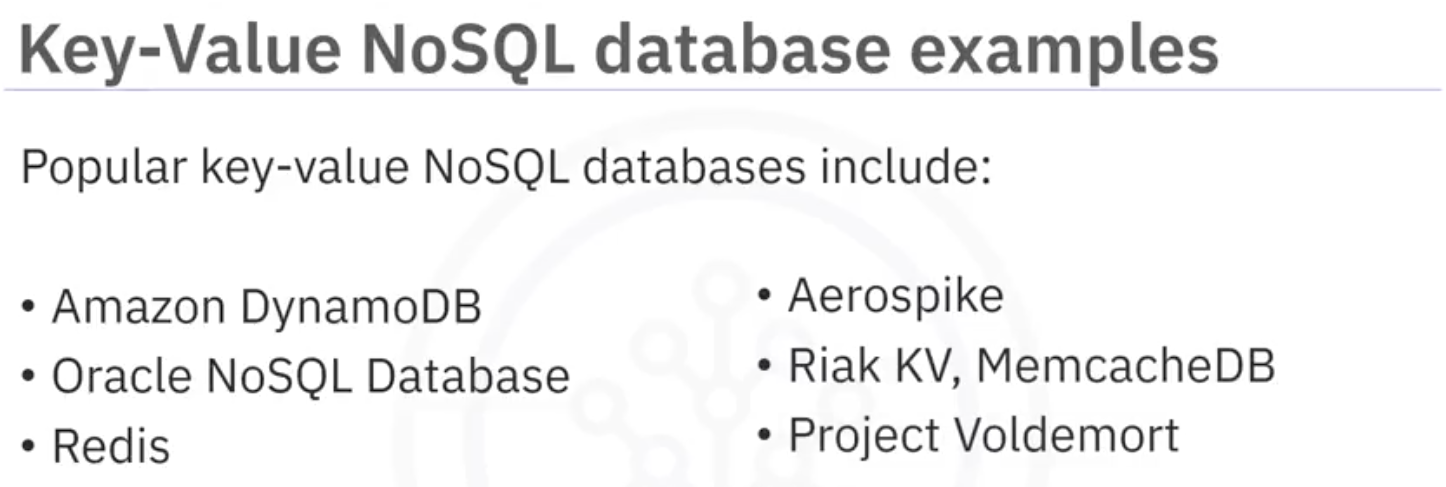 Key-Value NoSQL database examples
Popular key-value NoSQL databases include:
• Amazon DynamoDB
• Oracle NoSQL Database
• Redis
• Aerospike
• Riak KV, MemcacheDB
• Project Voldemort